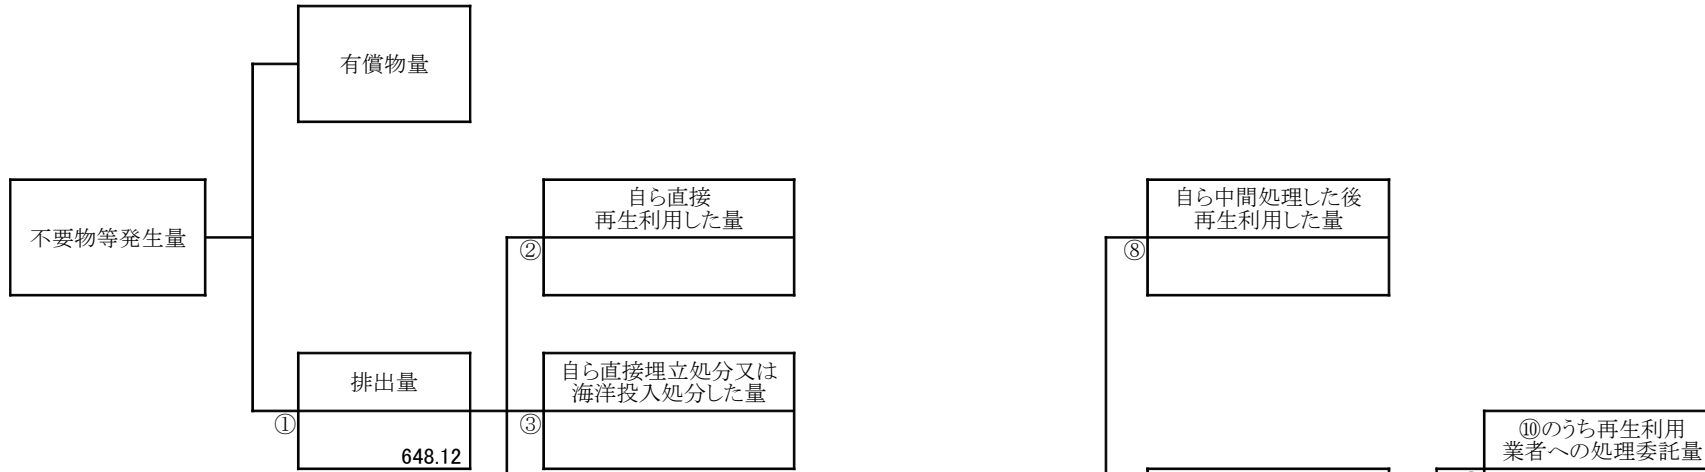 有償物量
不要物等発生量
自ら直接
再生利用した量
②
自ら中間処理した後
再生利用した量
⑧
排出量
①
648.12
自ら直接埋立処分又は
海洋投入処分した量
③
⑩のうち再生利用
業者への処理委託量